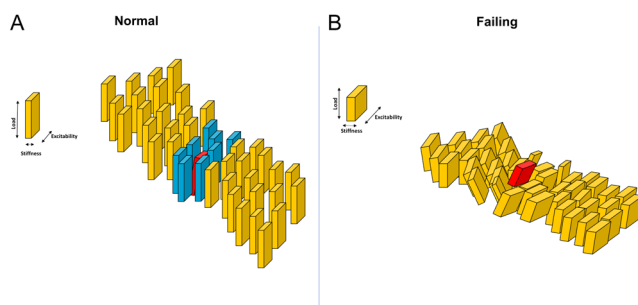 A
Normal
Load
Excitability
Stiffness
B
Failing
Load
Excitability
Stiffness